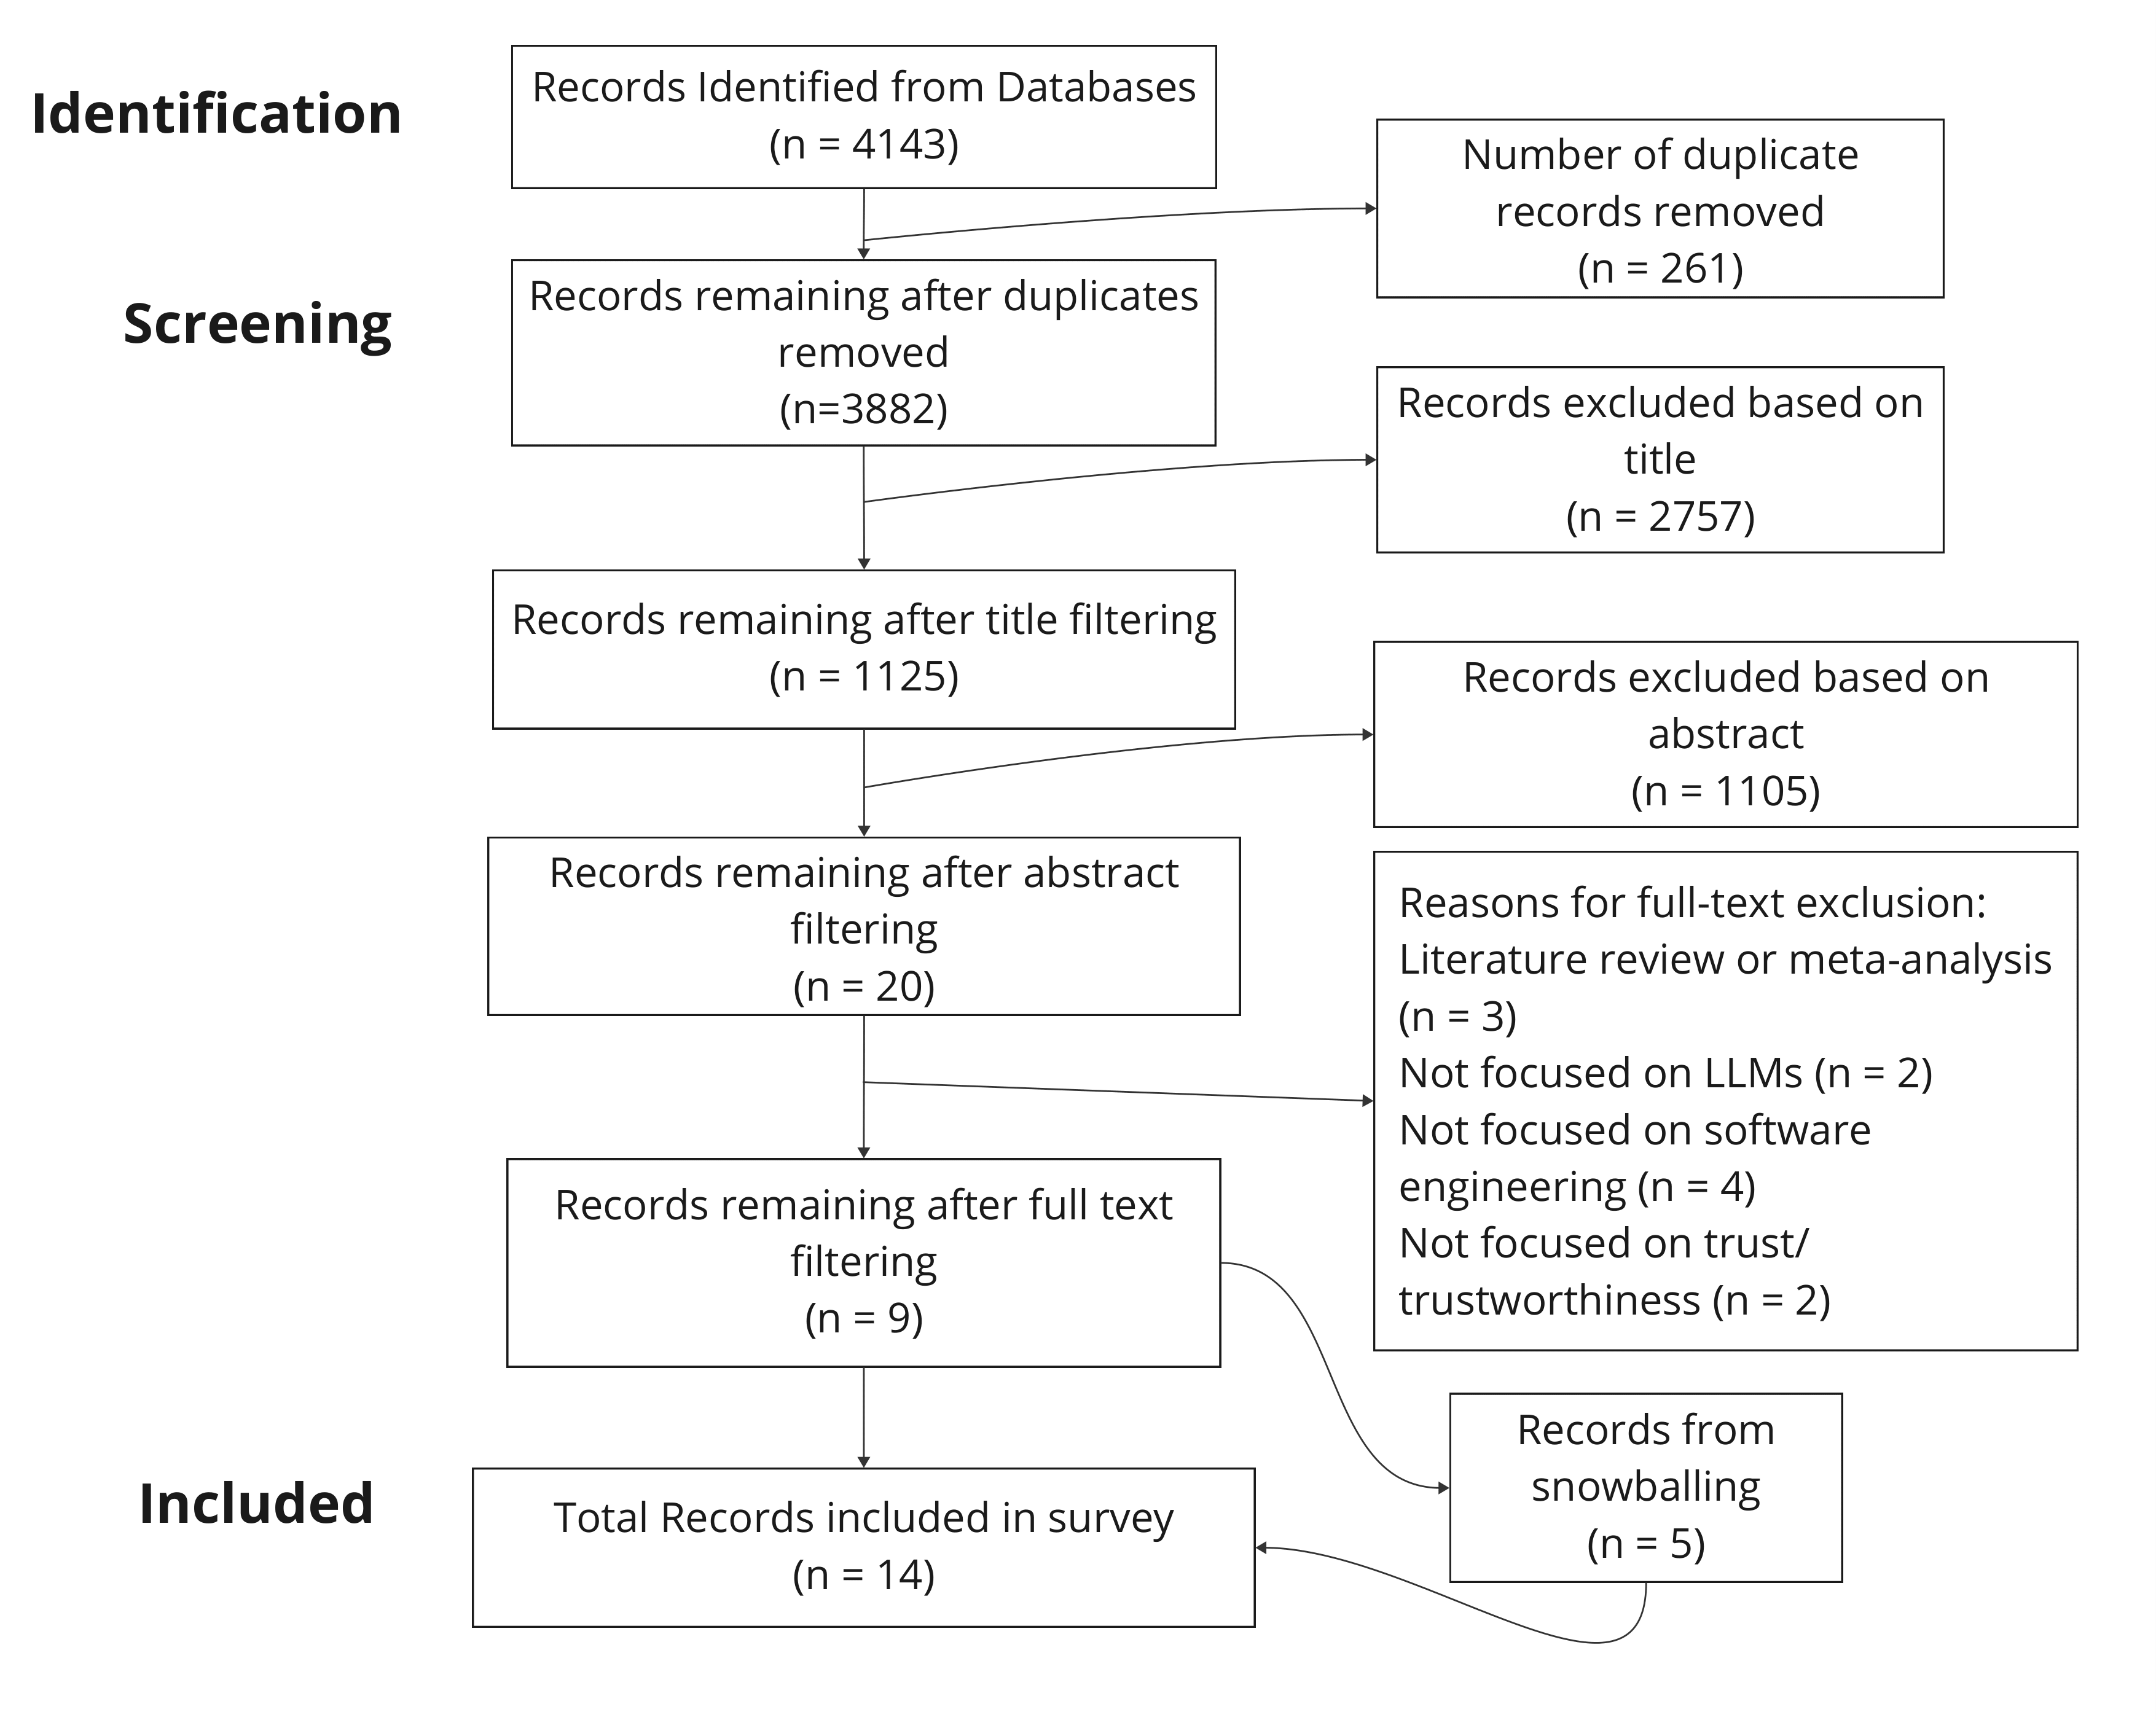 Identification
Records Identified from Databases
(n = 4143)
Number of duplicate
records removed
(n = 261)
Screening
Records remaining after duplicates
removed
(n=3882)
Records excluded based on
title
(n = 2757)
Records remaining after title filtering
(n = 1125)
Records excluded based on
abstract
(n = 1105)
Records remaining after abstract
filtering
(n = 20)
Reasons for full-text exclusion:
Literature review or meta-analysis
(n = 3)
Not focused on LLMs (n = 2)
Not focused on software
engineering (n = 4)
Not focused on trust/
trustworthiness (n = 2)
Records remaining after full text
filtering
(n = 9)
Records from
snowballing
(n = 5)
Included
Total Records included in survey
(n = 14)